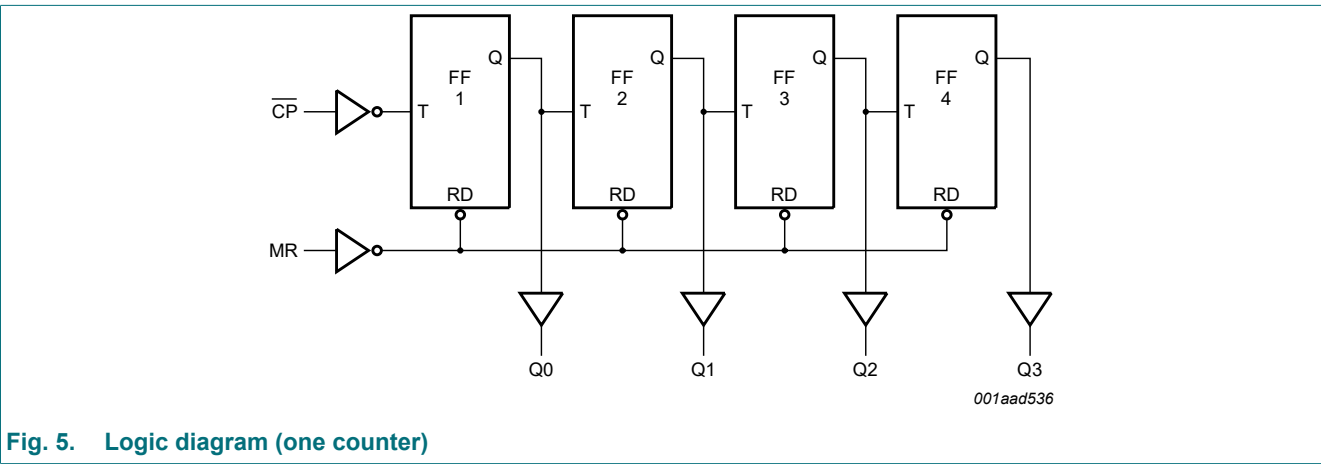 Q Q Q Q
FF FF FF FF
1 2 3 4
C̅P̅ T T T T
RD RD RD RD
MR
Q0 Q1 Q2 Q3
001aad536
Fig. 5. Logic diagram (one counter)